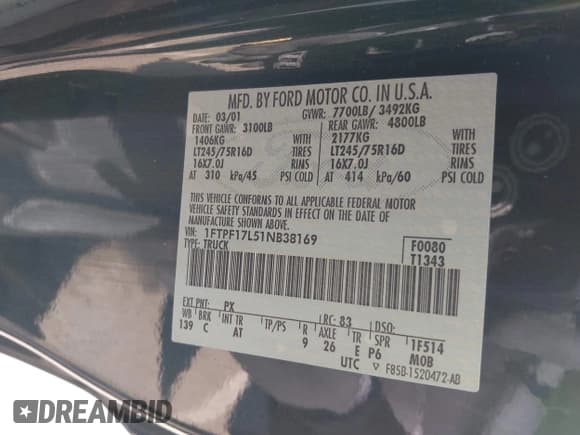 MFD. BY FORD MOTOR CO. IN U.S.A.
DATE: 03/01 GVWR: 7700LB/ 3492KG
FRONT GAWR: 3100LB REAR GAWR: 4800LB
1406KG WITH 2177KG WITH
LT245/75R16D TIRES LT245/75R16D TIRES
16X7.0J RIMS 16X7.0J RIMS
AT 310 kPa/45 PSI COLD AT 414 kPa/60 PSI COLD
THIS VEHICLE CONFORMS TO ALL APPLICABLE FEDERAL MOTOR
VEHICLE SAFETY STANDARDS IN EFFECT ON THE DATE OF
MANUFACTURE SHOWN ABOVE.
VIN: 1FTPF17L51NB38169 F0080
TYPE: TRUCK T1343
EXT PNT: PX RC: 83 DSO:
WB BRK INT TR TP/PS R AXLE TR SPR 1F514
139 C AT 9 26 E P6 MOB
UTC ▽ F85B-1520472-AB
DREAMBID